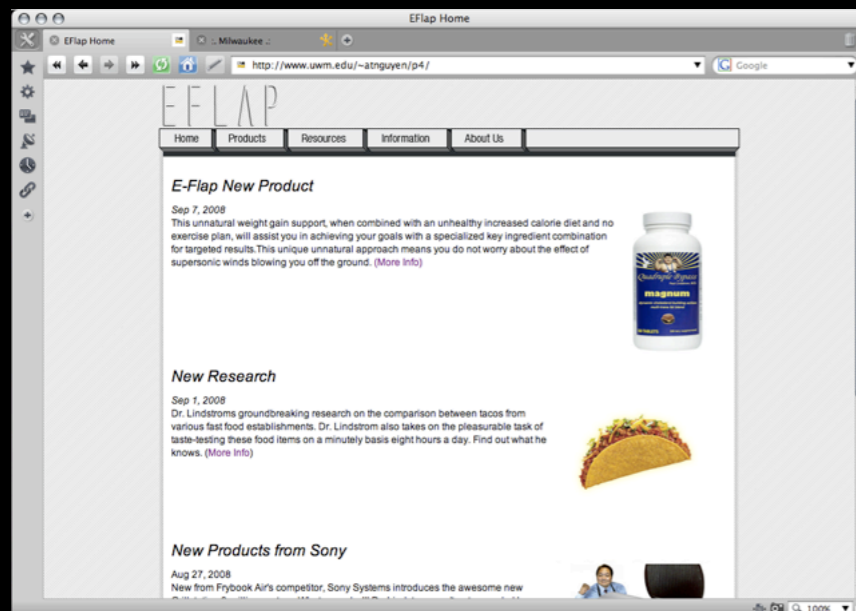 EFlap Home
EFlap Home
:. Milwaukee .:
http://www.uwm.edu/~atnguyen/p4/
Google
EFLAP
Home Products Resources Information About Us
E-Flap New Product
Sep 7, 2008
This unnatural weight gain support, when combined with an unhealthy increased calorie diet and no
exercise plan, will assist you in achieving your goals with a specialized key ingredient combination
for targeted results.This unique unnatural approach means you do not worry about the effect of
supersonic winds blowing you off the ground. (More Info)
Quadruple Bypass
magnum
New Research
Sep 1, 2008
Dr. Lindstroms groundbreaking research on the comparison between tacos from
various fast food establishments. Dr. Lindstrom also takes on the pleasurable task of
taste-testing these food items on a minutely basis eight hours a day. Find out what he
knows. (More Info)
New Products from Sony
Aug 27, 2008
New from Frybook Air's competitor, Sony Systems introduces the awesome new
100%